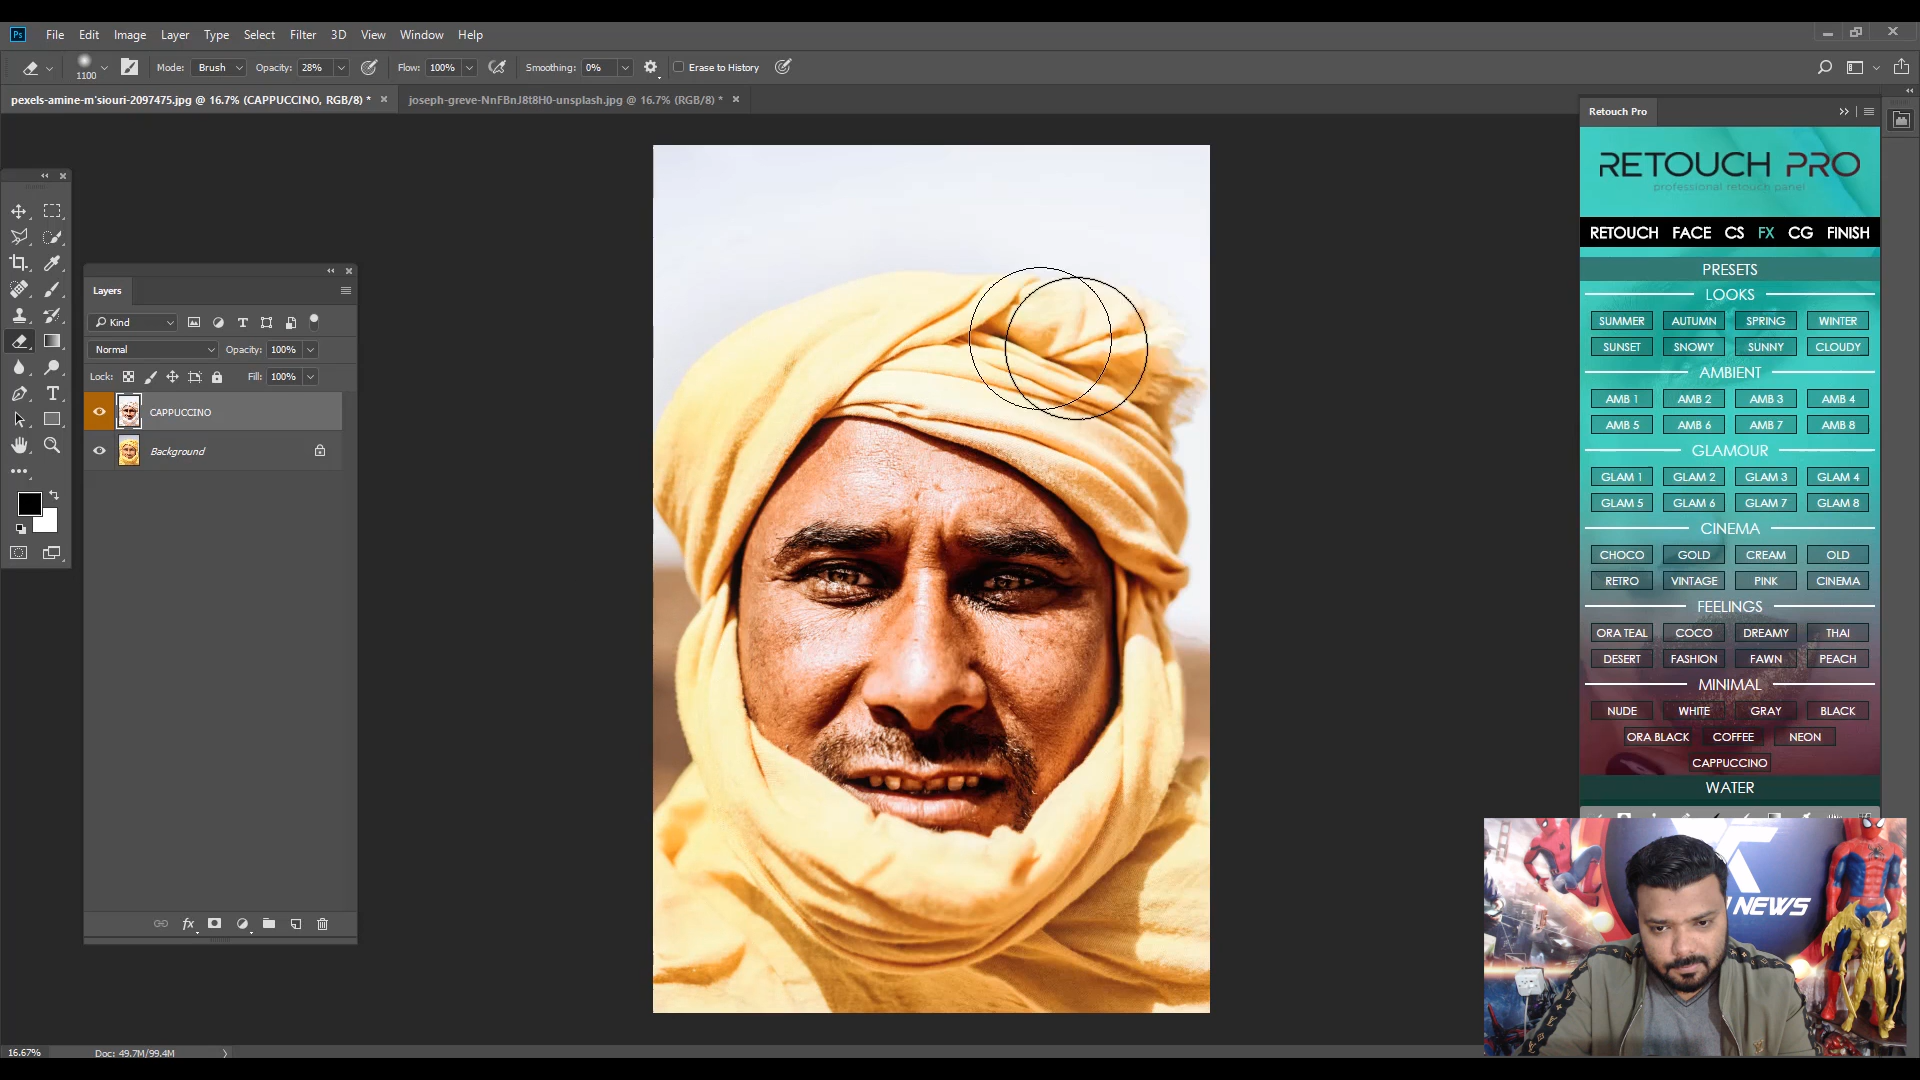 Ps File Edit Image Layer Type Select Filter 3D View Window Help
1100 Mode: Brush Opacity: 28% Flow: 100% Smoothing: 0% Erase to History
pexels-amine-m'siouri-2097475.jpg @ 16.7% (CAPPUCCINO, RGB/8) * joseph-greve-NnFBnJ8t8H0-unsplash.jpg @ 16.7% (RGB/8) *
Layers
Kind
Normal Opacity: 100%
Lock: Fill: 100%
CAPPUCCINO
Background
16.67% Doc: 49.7M/99.4M
Retouch Pro
RETOUCH PRO
professional retouch panel
RETOUCH FACE CS FX CG FINISH
PRESETS
LOOKS
SUMMER AUTUMN SPRING WINTER
SUNSET SNOWY SUNNY CLOUDY
AMBIENT
AMB 1 AMB 2 AMB 3 AMB 4
AMB 5 AMB 6 AMB 7 AMB 8
GLAMOUR
GLAM 1 GLAM 2 GLAM 3 GLAM 4
GLAM 5 GLAM 6 GLAM 7 GLAM 8
CINEMA
CHOCO GOLD CREAM OLD
RETRO VINTAGE PINK CINEMA
FEELINGS
ORA TEAL COCO DREAMY THAI
DESERT FASHION FAWN PEACH
MINIMAL
NUDE WHITE GRAY BLACK
ORA BLACK COFFEE NEON
CAPPUCCINO
WATER
NEWS